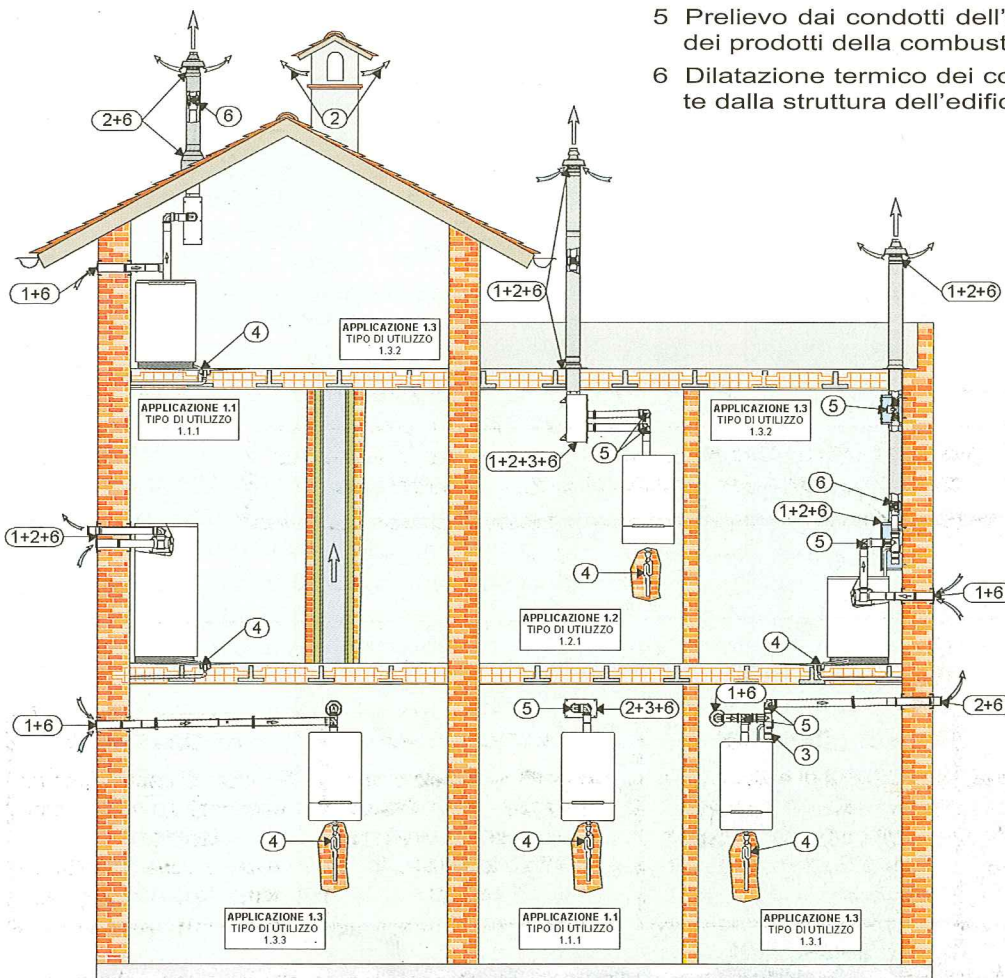 5 Prelievo dai condotti dell'
dei prodotti della combust
6 Dilatazione termico dei co
te dalla struttura dell'edific
2+6
6
2
1+6
4
APPLICAZIONE 1.3
TIPO DI UTILIZZO
1.3.2
1+2+6
1+2+6
APPLICAZIONE 1.1
TIPO DI UTILIZZO
1.1.1
1+2+3+6
5
APPLICAZIONE 1.3
TIPO DI UTILIZZO
1.3.2
5
6
1+2+6
5
1+2+6
4
APPLICAZIONE 1.2
TIPO DI UTILIZZO
1.2.1
1+6
4
4
1+6
5
2+3+6
1+6
5
3
2+6
4
4
4
APPLICAZIONE 1.3
TIPO DI UTILIZZO
1.3.3
APPLICAZIONE 1.1
TIPO DI UTILIZZO
1.1.1
APPLICAZIONE 1.3
TIPO DI UTILIZZO
1.3.1